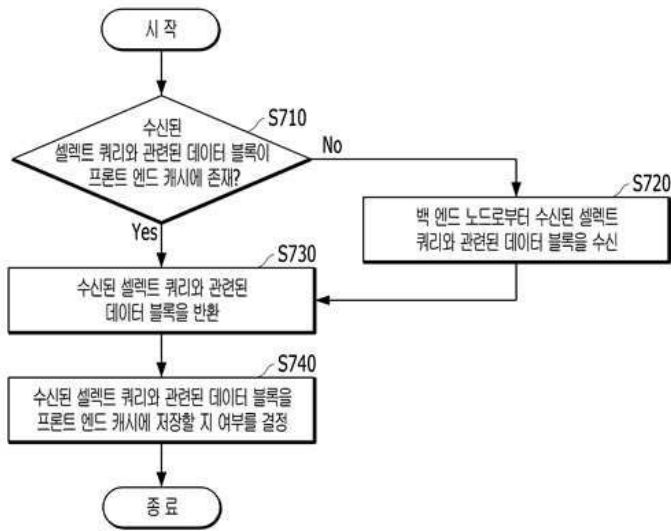 시 작
S710
수신된
셀렉트 쿼리와 관련된 데이터 블록이
프론트 엔드 캐시에 존재?
No
Yes
S720
백 엔드 노드로부터 수신된 셀렉트
쿼리와 관련된 데이터 블록을 수신
S730
수신된 셀렉트 쿼리와 관련된
데이터 블록을 반환
S740
수신된 셀렉트 쿼리와 관련된 데이터 블록을
프론트 엔드 캐시에 저장할 지 여부를 결정
종 료